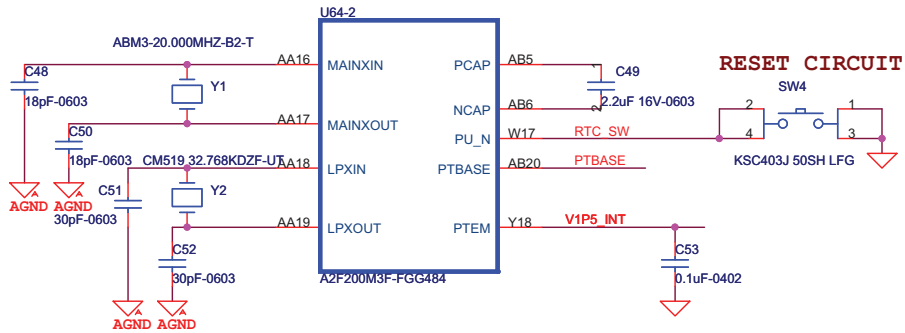 U64-2
ABM3-20.000MHZ-B2-T
AA16
MAINXIN
PCAP
AB5
1
RESET CIRCUIT
C48
Y1
C49
SW4
18pF-0603
2.2uF 16V-0603
AA17
MAINXOUT
NCAP
AB6
2
2
1
C50
PU_N
W17
RTC_SW
4
3
18pF-0603
CM519_32.768KDZF-UT
AA18
LPXIN
PTBASE
AB20
PTBASE
KSC403J 50SH LFG
A
AGND
A
AGND
C51
Y2
30pF-0603
AA19
LPXOUT
PTEM
Y18
V1P5_INT
C52
C53
30pF-0603
A2F200M3F-FGG484
0.1uF-0402
A
AGND
A
AGND